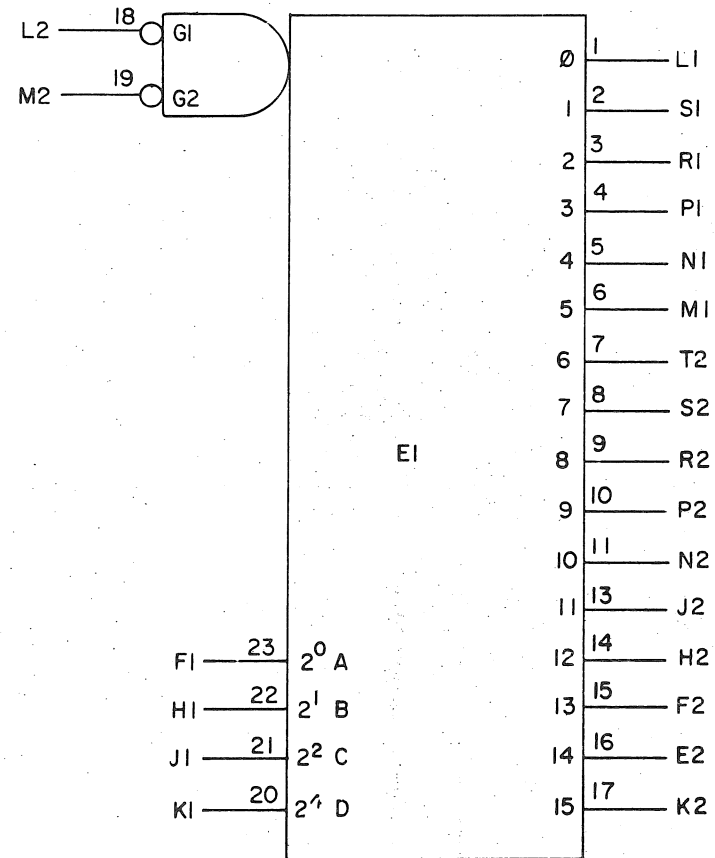 L2 18 G1
M2 19 G2
0 1 L1
1 2 S1
2 3 R1
3 4 P1
4 5 N1
5 6 M1
6 7 T2
7 8 S2
E1
8 9 R2
9 10 P2
10 11 N2
11 13 J2
F1 23 2⁰ A
12 14 H2
H1 22 2¹ B
13 15 F2
J1 21 2² C
14 16 E2
K1 20 2⁴ D
15 17 K2